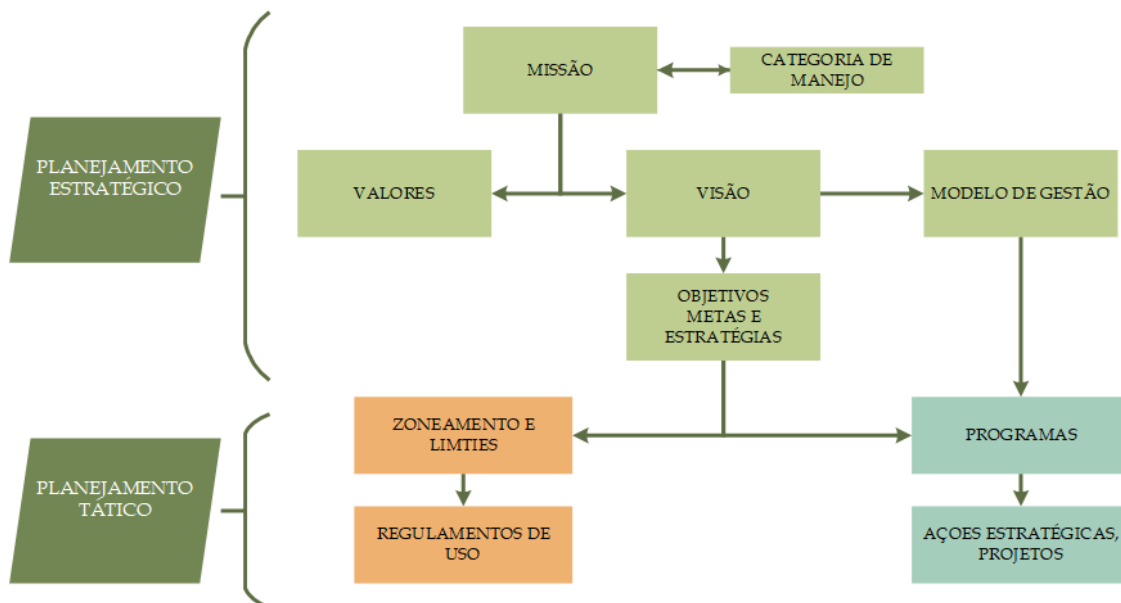 MISSÃO
CATEGORIA DE
MANEJO
PLANEJAMENTO
ESTRATÉGICO
VALORES
VISÃO
MODELO DE GESTÃO
OBJETIVOS
METAS E
ESTRATÉGIAS
ZONEAMENTO E
LIMTIES
PROGRAMAS
PLANEJAMENTO
TÁTICO
REGULAMENTOS DE
USO
AÇOES ESTRATÉGICAS,
PROJETOS